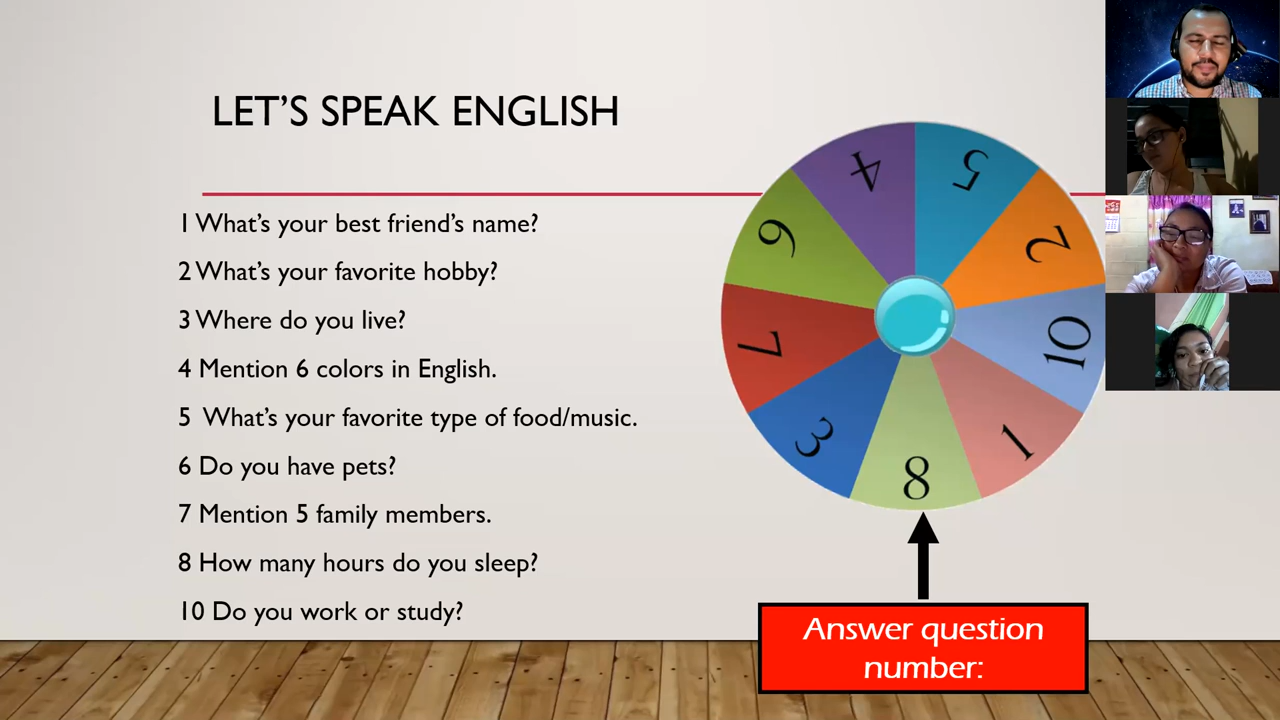 LET'S SPEAK ENGLISH
1 What's your best friend's name?
2 What's your favorite hobby?
3 Where do you live?
4 Mention 6 colors in English.
5 What's your favorite type of food/music.
6 Do you have pets?
7 Mention 5 family members.
8 How many hours do you sleep?
10 Do you work or study?
4
5
6
2
7
10
3
1
8
Answer question
number: